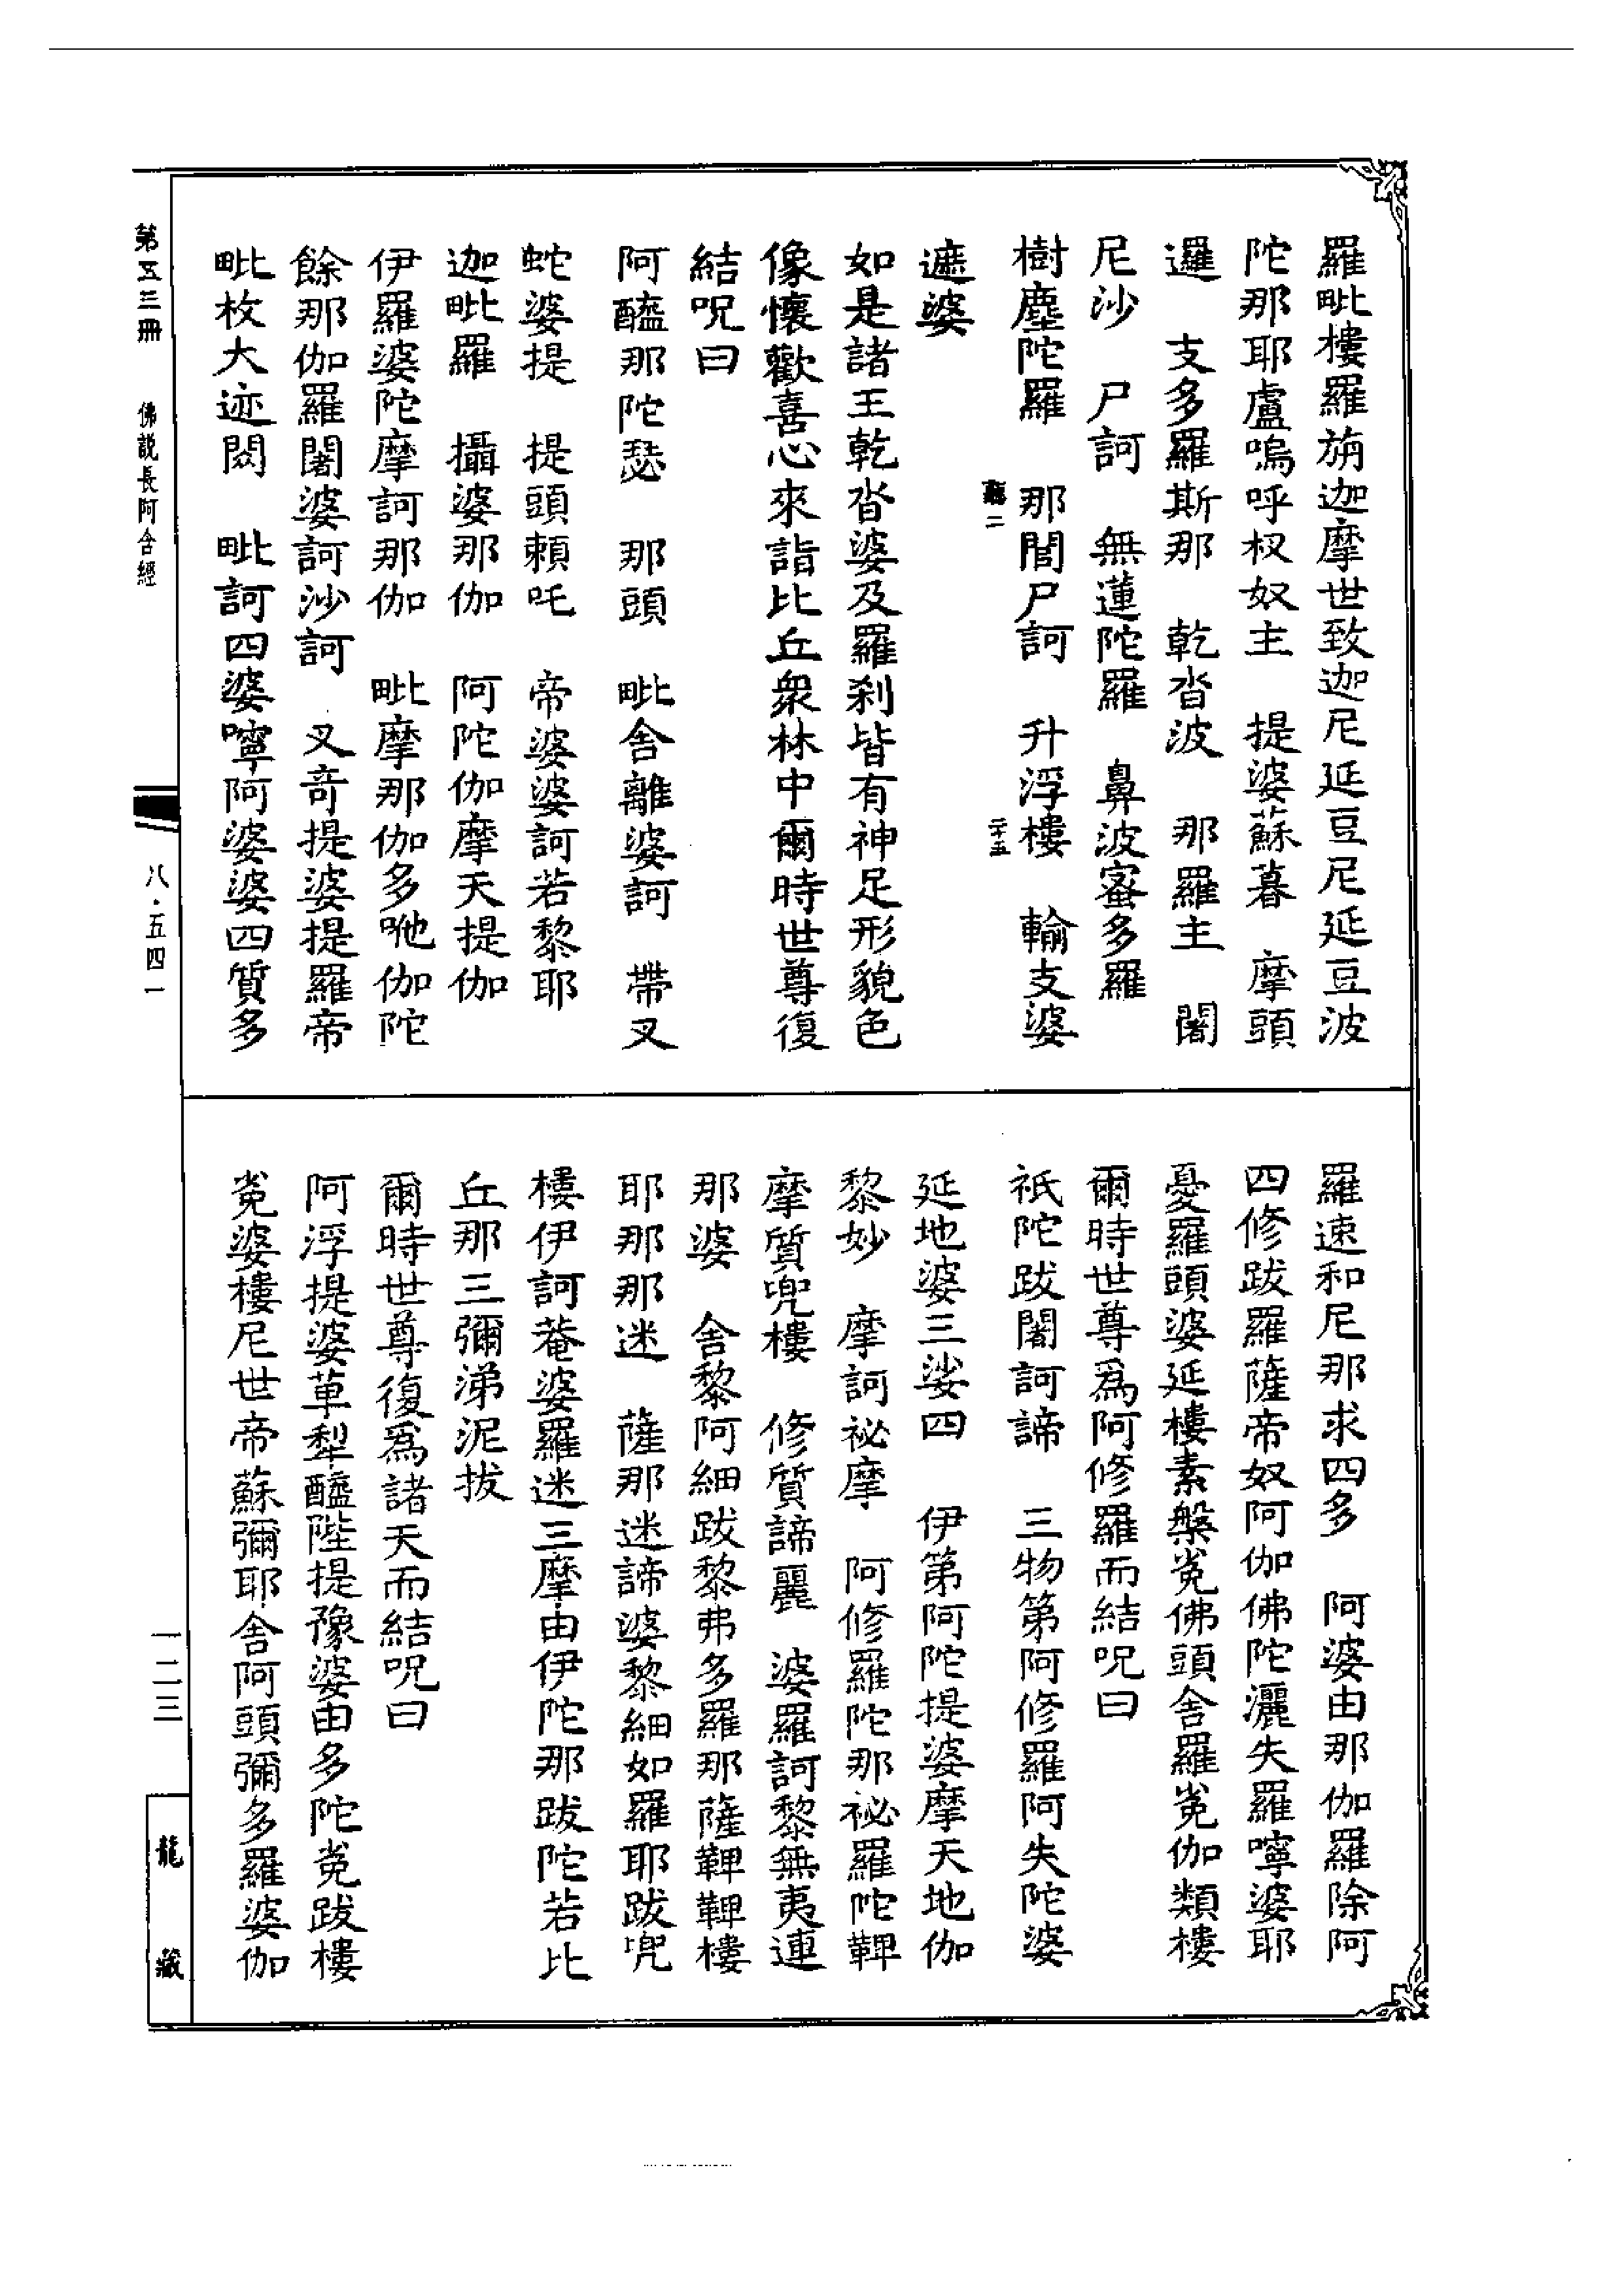 羅毗樓羅旃迦摩世致迦尼延豆尼延豆波
陀那耶盧嗚呼杈奴主　提婆蘇暮　摩頭
邏　支多羅斯那　乾沓波　那羅主　闍
尼沙　尸訶　無蓮陀羅　鼻波蜜多羅
樹塵陀羅　那閭尸訶　升浮樓　輸支婆
二　二十五
遮婆
如是諸王乾沓婆及羅剎皆有神足形貌色
像懷歡喜心來詣比丘衆林中爾時世尊復
結呪曰
阿醯那陀瑟　那頭　毗舍離婆訶　帶叉
蛇婆提　提頭賴吒　帝婆婆訶若黎耶
迦毗羅　攝婆那伽　阿陀伽摩天提伽
伊羅婆陀摩訶那伽　毗摩那伽多咃伽陀
餘那伽羅闍婆訶沙訶　叉奇提婆提羅帝
毗枚大迹閦　毗訶四婆嚀阿婆婆四質多
羅速和尼那求四多　阿婆由那伽羅除阿
四修跋羅薩帝奴阿伽佛陀灑失羅嚀婆耶
憂羅頭婆延樓素槃㝹佛頭舍羅㝹伽類樓
爾時世尊爲阿修羅而結呪曰
祇陀跋闍訶諦　三物第阿修羅阿失陀婆
延地婆三娑四　伊第阿陀提婆摩天地伽
黎妙　摩訶祕摩　阿修羅陀那祕羅陀鞞
摩質兜樓　修質諦麗　婆羅訶黎無夷連
那婆　舍黎阿細跋黎弗多羅那薩鞞鞞樓
耶那那迷　薩那迷諦婆黎細如羅耶跋兜
樓伊訶菴婆羅迷三摩由伊陀那跋陀若比
丘那三彌涕泥拔
爾時世尊復爲諸天而結呪曰
阿浮提婆草犁醯陛提豫婆由多陀㝹跋樓
㝹婆樓尼世帝蘇彌耶舍阿頭彌多羅婆伽
第五三冊　佛説長阿含經
八·五四一
一二三
龍藏